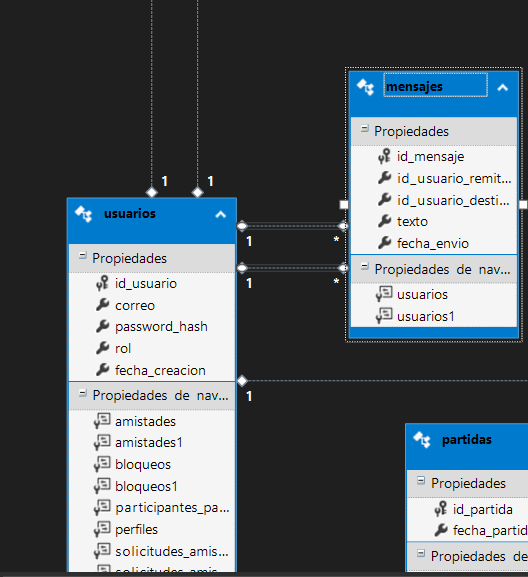 mensajes
Propiedades
id_mensaje
id_usuario_remit...
id_usuario_desti...
texto
fecha_envio
Propiedades de nav...
usuarios
usuarios1
1
1
usuarios
Propiedades
id_usuario
correo
password_hash
rol
fecha_creacion
Propiedades de nav...
amistades
amistades1
bloqueos
bloqueos1
participantes_pa...
perfiles
solicitudes_amis...
solicitudes_amis...
1
*
1
*
1
partidas
Propiedades
id_partida
fecha_partid
Propiedades de